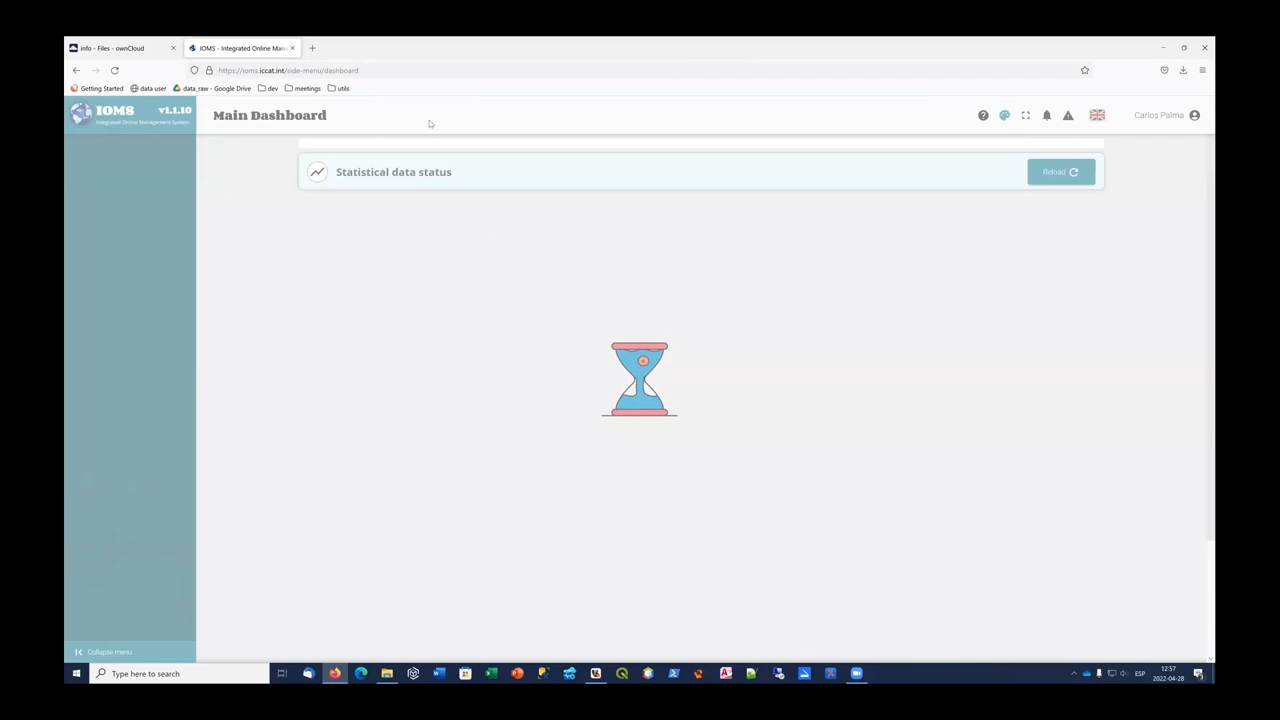 info - Files - ownCloud
IOMS - Integrated Online Mana
https://ioms.iccat.int/side-menu/dashboard
Getting Started
data user
data_raw - Google Drive
dev
meetings
utils
IOMS v1.1.10
Integrated Online Management System
Main Dashboard
Carlos Palma
Statistical data status
Reload
Collapse menu
Type here to search
ESP
12:57
2022-04-28